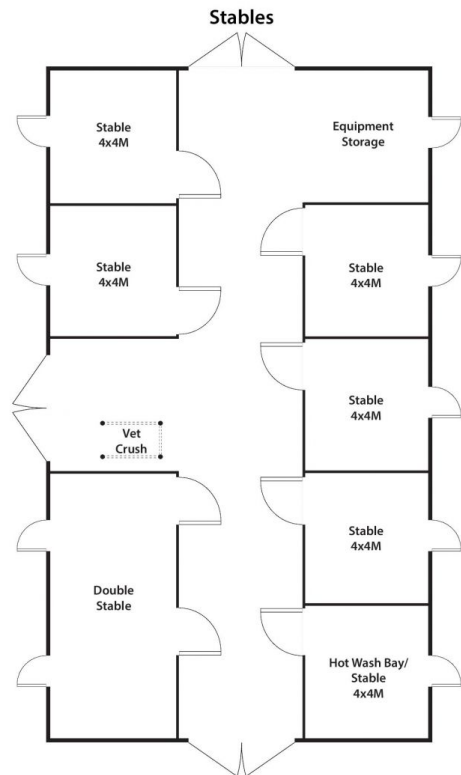 Stables
Stable
4x4M
Equipment
Storage
Stable
4x4M
Stable
4x4M
Stable
4x4M
Vet
Crush
Stable
4x4M
Double
Stable
Hot Wash Bay/
Stable
4x4M